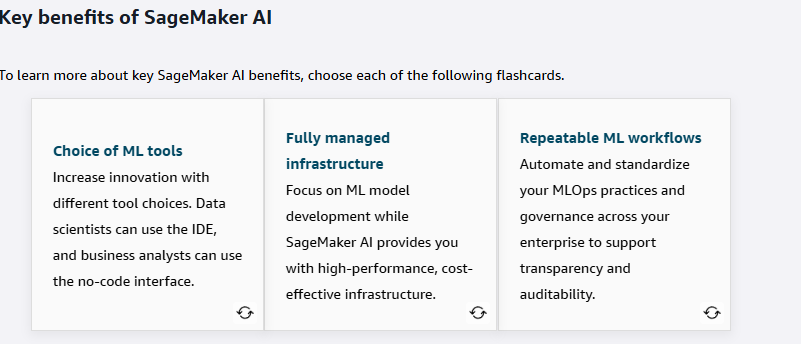 Key benefits of SageMaker AI
To learn more about key SageMaker AI benefits, choose each of the following flashcards.
Choice of ML tools
Increase innovation with
different tool choices. Data
scientists can use the IDE,
and business analysts can use
the no-code interface.
Fully managed
infrastructure
Focus on ML model
development while
SageMaker AI provides you
with high-performance, cost-
effective infrastructure.
Repeatable ML workflows
Automate and standardize
your MLOps practices and
governance across your
enterprise to support
transparency and
auditability.